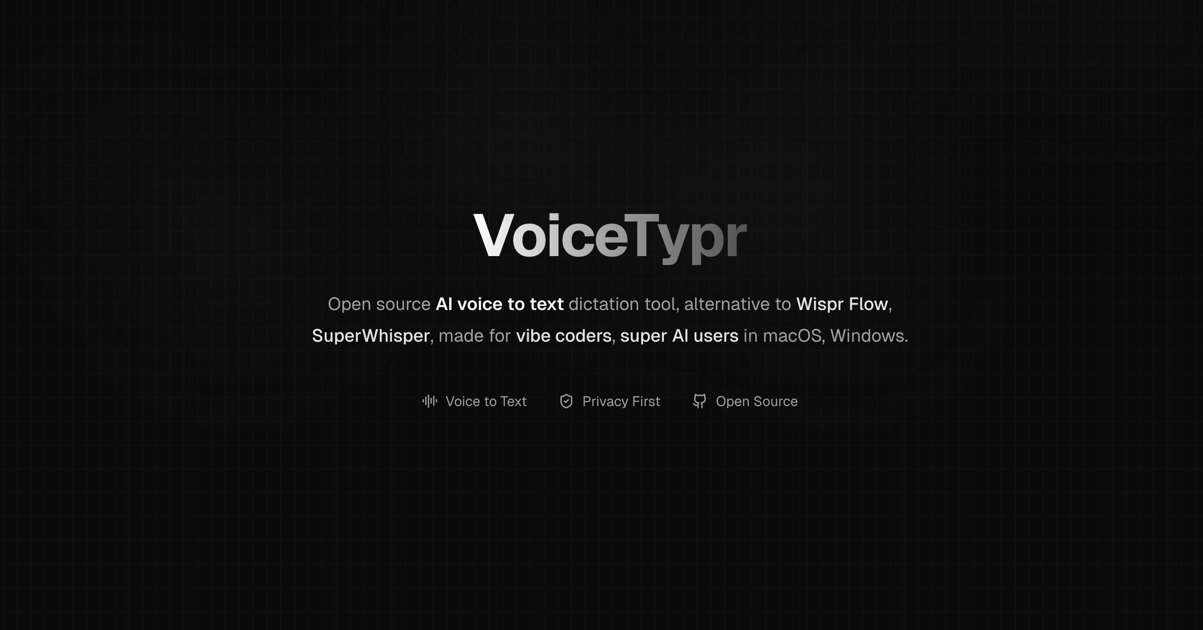 VoiceTypr
Open source AI voice to text dictation tool, alternative to Wispr Flow,
SuperWhisper, made for vibe coders, super AI users in macOS, Windows.
Voice to Text Privacy First Open Source